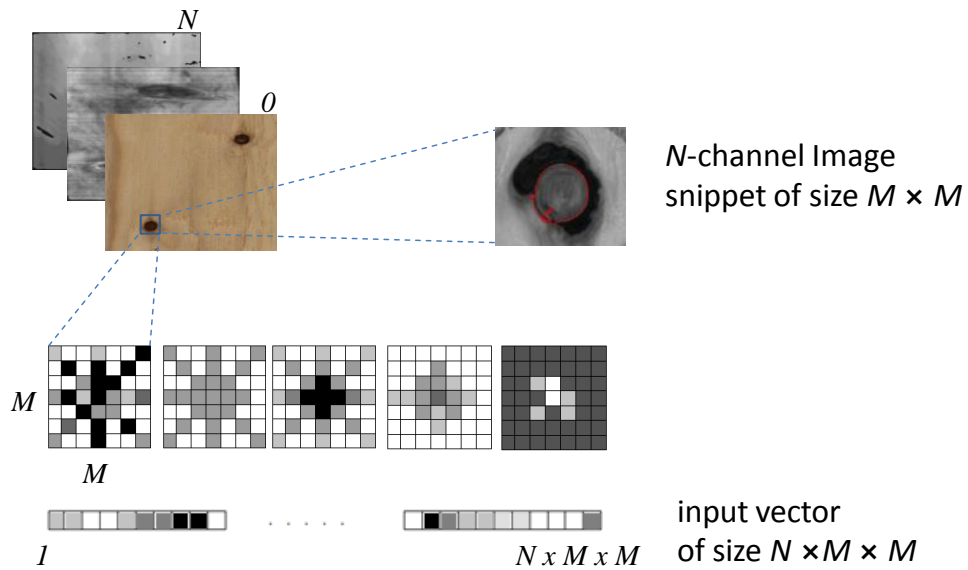 N
0
N-channel Image
snippet of size M × M
M
M
input vector
of size N ×M × M
1
N x M x M